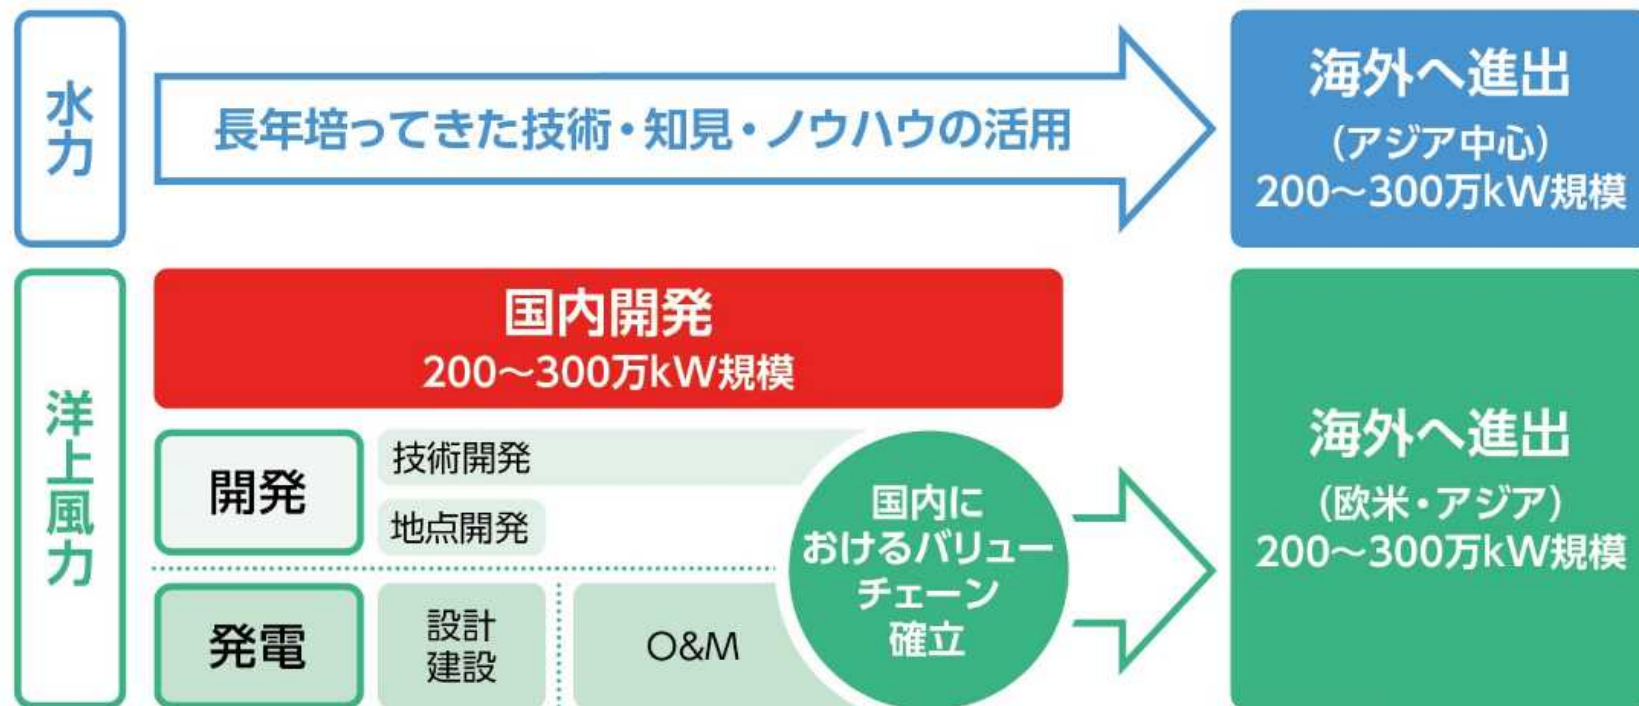 水力
長年培ってきた技術・知見・ノウハウの活用
海外へ進出
(アジア中心)
200～300万kW規模
洋上風力
国内開発
200～300万kW規模
開発
技術開発
地点開発
発電
設計
建設
O&M
国内に
おけるバリュー
チェーン
確立
海外へ進出
(欧米・アジア)
200～300万kW規模